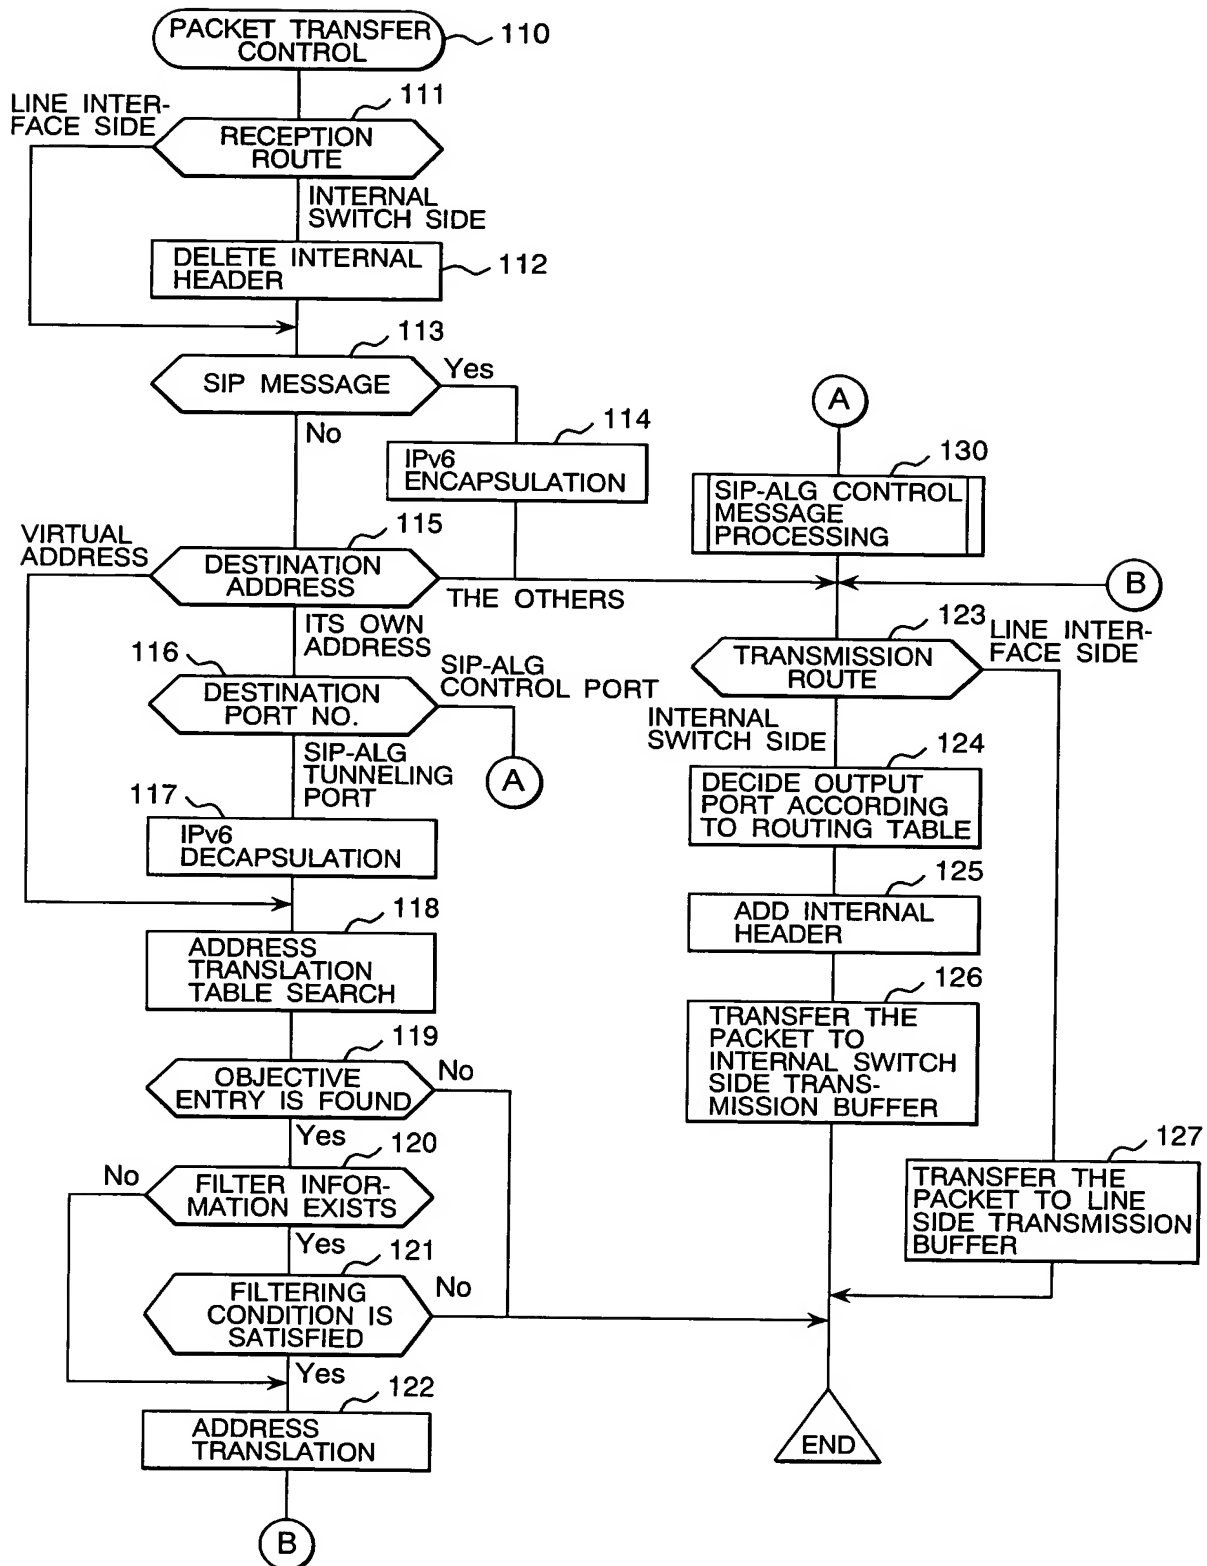 PACKET TRANSFER
CONTROL
110
LINE INTER-
FACE SIDE
111
RECEPTION
ROUTE
INTERNAL
SWITCH SIDE
DELETE INTERNAL
HEADER
112
113
SIP MESSAGE
Yes
No
114
IPv6
ENCAPSULATION
VIRTUAL
ADDRESS
115
DESTINATION
ADDRESS
THE OTHERS
ITS OWN
ADDRESS
116
DESTINATION
PORT NO.
SIP-ALG
CONTROL PORT
A
SIP-ALG
TUNNELING
PORT
117
IPv6
DECAPSULATION
118
ADDRESS
TRANSLATION
TABLE SEARCH
119
OBJECTIVE
ENTRY IS FOUND
No
Yes
120
No
FILTER INFOR-
MATION EXISTS
Yes
121
FILTERING
CONDITION IS
SATISFIED
No
Yes
122
ADDRESS
TRANSLATION
B
A
130
SIP-ALG CONTROL
MESSAGE
PROCESSING
B
123
TRANSMISSION
ROUTE
LINE INTER-
FACE SIDE
INTERNAL
SWITCH SIDE
124
DECIDE OUTPUT
PORT ACCORDING
TO ROUTING TABLE
125
ADD INTERNAL
HEADER
126
TRANSFER THE
PACKET TO
INTERNAL SWITCH
SIDE TRANS-
MISSION BUFFER
127
TRANSFER THE
PACKET TO LINE
SIDE TRANSMISSION
BUFFER
END